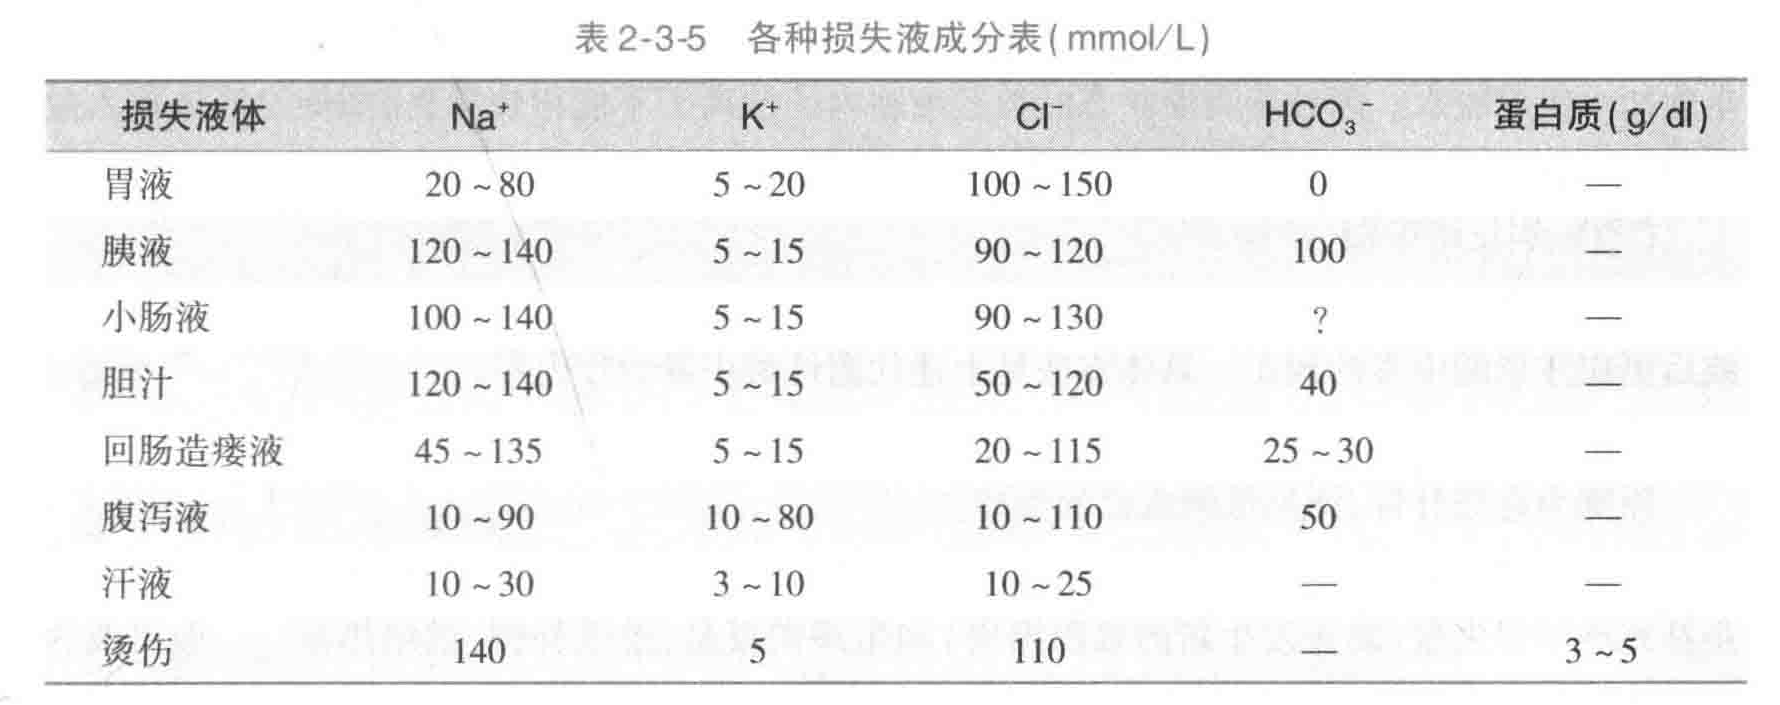 表2-3-5 各种损失液成分表(mmol/L)
损失液体 Na⁺ K⁺ Cl⁻ HCO₃⁻ 蛋白质(g/dl)
胃液 20~80 5~20 100~150 0 —
胰液 120~140 5~15 90~120 100 —
小肠液 100~140 5~15 90~130 ? —
胆汁 120~140 5~15 50~120 40 —
回肠造瘘液 45~135 5~15 20~115 25~30 —
腹泻液 10~90 10~80 10~110 50 —
汗液 10~30 3~10 10~25 — —
烫伤 140 5 110 — 3~5